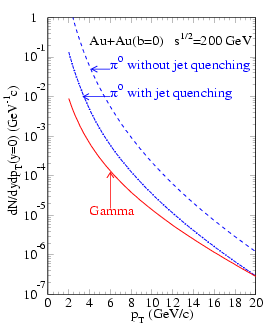 1
Au+Au(b=0) s^1/2=200 GeV
π^0 without jet quenching
10^-1
10^-2
π^0 with jet quenching
10^-3
10^-4
10^-5
Gamma
10^-6
10^-7
dN/dydp_T(y=0) (GeV^-1c)
0 2 4 6 8 10 12 14 16 18 20
p_T (GeV/c)